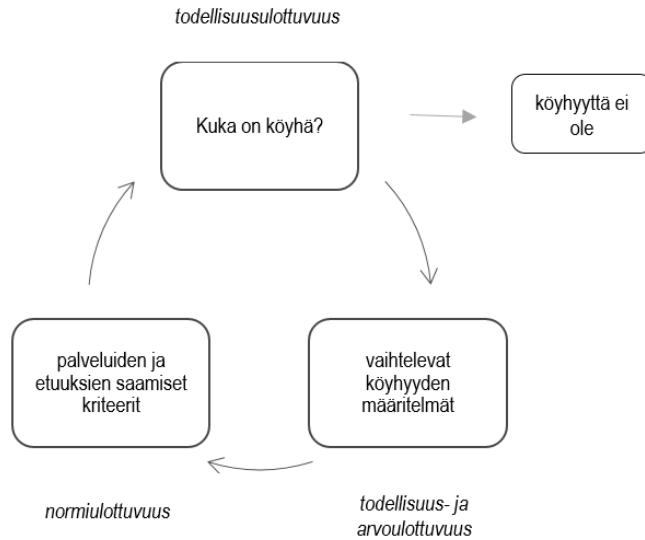 todellisuusulottuvuus
Kuka on köyhä?
köyhyyttä ei
ole
palveluiden ja
etuuksien saamiset
kriteerit
vaihtelevat
köyhyyden
määritelmät
normiulottuvuus
todellisuus- ja
arvoulottuvuus